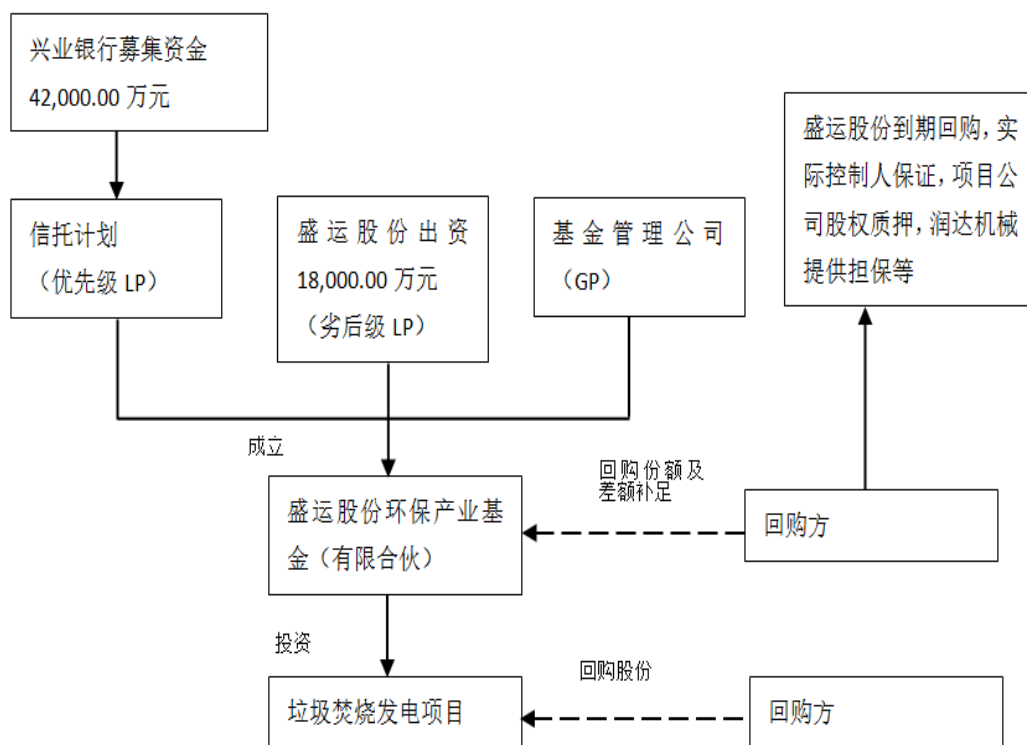 兴业银行募集资金
42,000.00 万元
盛运股份到期回购，实
际控制人保证，项目公
司股权质押，润达机械
提供担保等
信托计划
（优先级 LP）
盛运股份出资
18,000.00 万元
（劣后级 LP）
基金管理公司
（GP）
成立
回购份额及
差额补足
盛运股份环保产业基
金（有限合伙）
回购方
投资
回购股份
垃圾焚烧发电项目
回购方